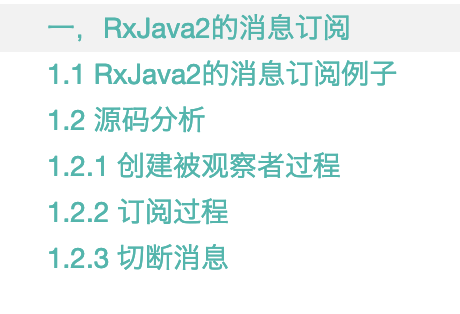 一，RxJava2的消息订阅
1.1 RxJava2的消息订阅例子
1.2 源码分析
1.2.1 创建被观察者过程
1.2.2 订阅过程
1.2.3 切断消息